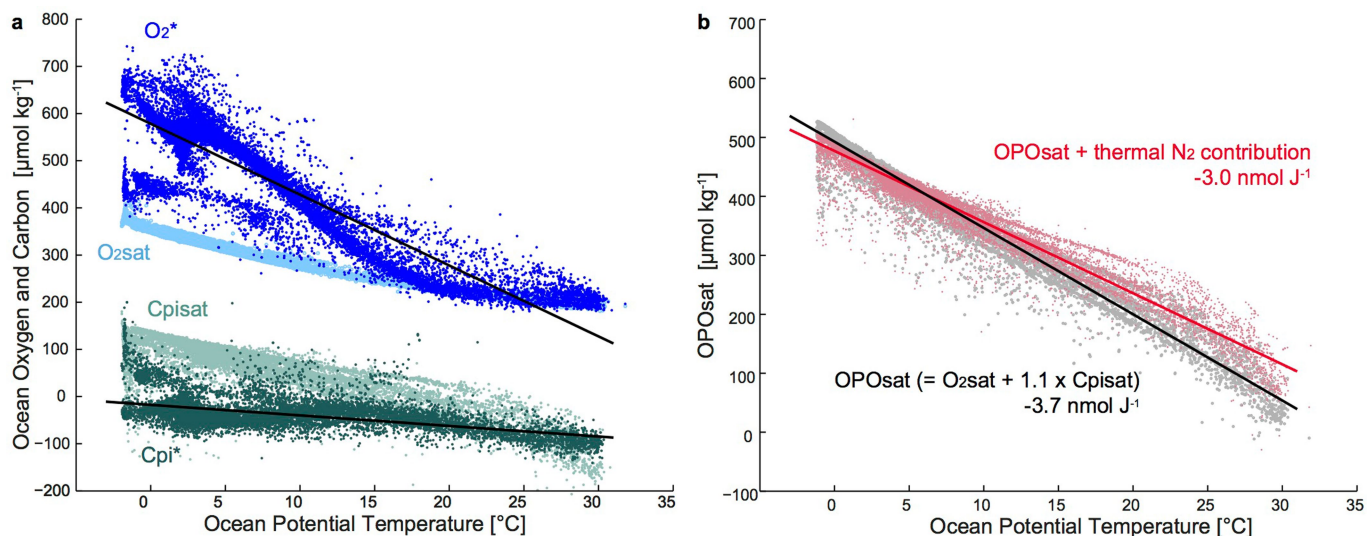 a
O₂*
O₂sat
Cpisat
Cpi*
800
700
600
500
400
300
200
100
0
−100
−200
0
5
10
15
20
25
30
35
Ocean Oxygen and Carbon [µmol kg⁻¹]
Ocean Potential Temperature [°C]
b
OPOsat + thermal N₂ contribution
-3.0 nmol J⁻¹
OPOsat (= O₂sat + 1.1 x Cpisat)
-3.7 nmol J⁻¹
700
600
500
400
300
200
100
0
−100
0
5
10
15
20
25
30
35
OPOsat [µmol kg⁻¹]
Ocean Potential Temperature [°C]